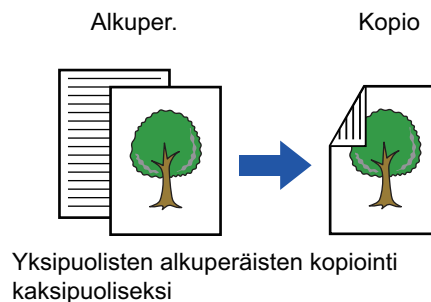 Alkuper.
Kopio
Yksipuolisten alkuperäisten kopiointi
kaksipuoliseksi